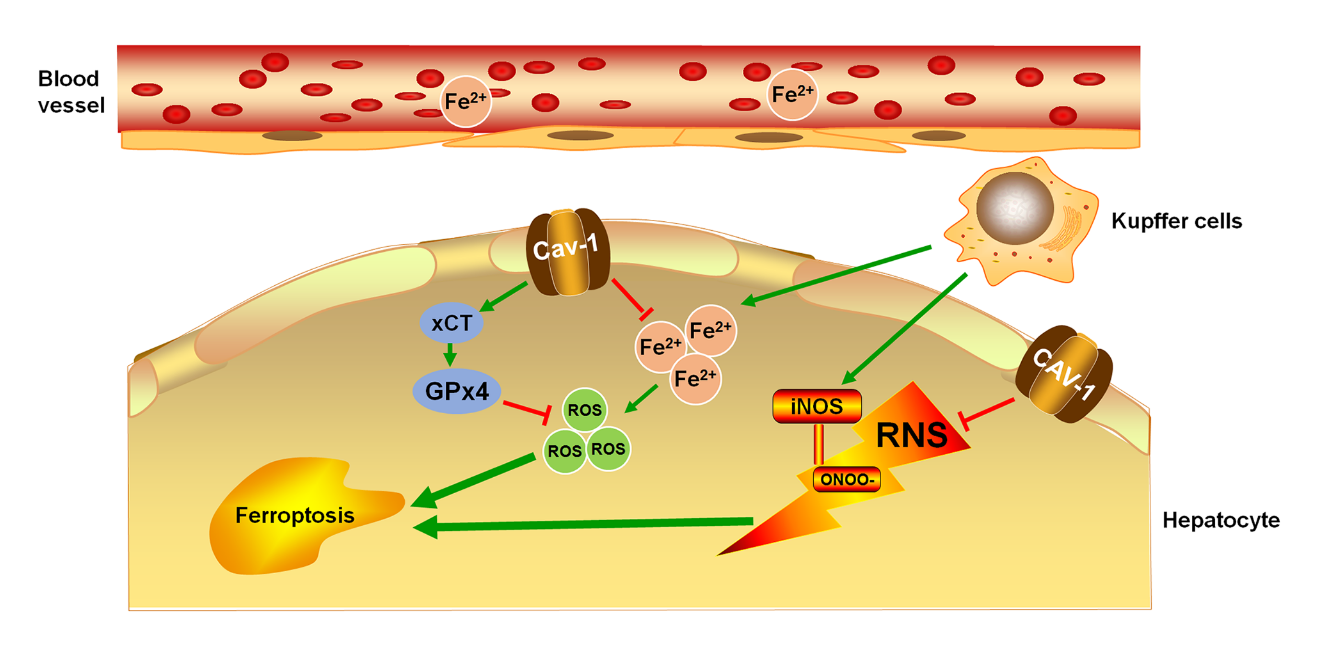 Blood
vessel
Fe²⁺
Fe²⁺
Kupffer cells
Cav-1
xCT
Fe²⁺
Fe²⁺
Fe²⁺
CAV-1
GPx4
iNOS
ROS
RNS
ROS
ROS
ONOO-
Ferroptosis
Hepatocyte